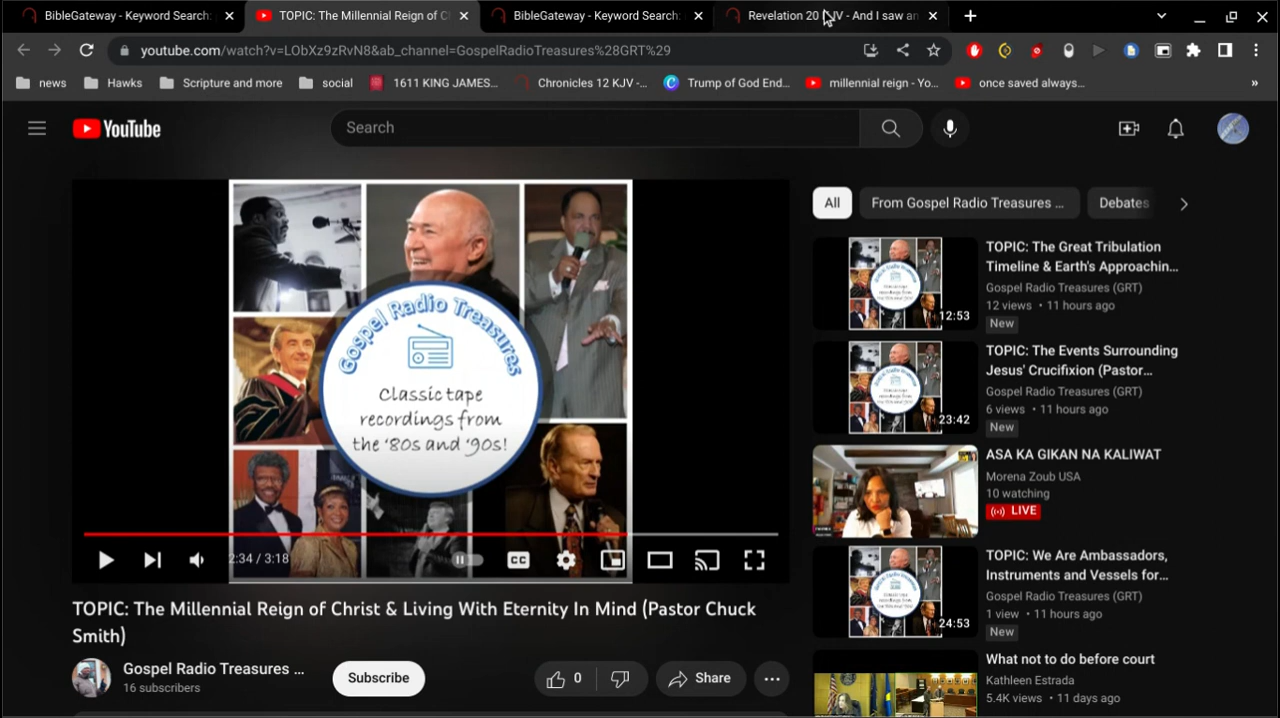 BibleGateway - Keyword Search:
TOPIC: The Millennial Reign of C
BibleGateway - Keyword Search:
Revelation 20 KJV - And I saw an
youtube.com/watch?v=LObXz9zRvN8&ab_channel=GospelRadioTreasures%28GRT%29
news
Hawks
Scripture and more
social
1611 KING JAMES...
Chronicles 12 KJV -...
Trump of God End...
millennial reign - Yo...
once saved always...
»
YouTube
Search
Gospel Radio Treasures
Classic tape
recordings from
the '80s and '90s!
2:34 / 3:18
CC
TOPIC: The Millennial Reign of Christ & Living With Eternity In Mind (Pastor Chuck
Smith)
Gospel Radio Treasures ...
16 subscribers
Subscribe
0
Share
All
From Gospel Radio Treasures ...
Debates
12:53
TOPIC: The Great Tribulation
Timeline & Earth's Approachin...
Gospel Radio Treasures (GRT)
12 views • 11 hours ago
New
23:42
TOPIC: The Events Surrounding
Jesus' Crucifixion (Pastor...
Gospel Radio Treasures (GRT)
6 views • 11 hours ago
New
ASA KA GIKAN NA KALIWAT
Morena Zoub USA
10 watching
LIVE
24:53
TOPIC: We Are Ambassadors,
Instruments and Vessels for...
Gospel Radio Treasures (GRT)
1 view • 11 hours ago
New
What not to do before court
Kathleen Estrada
5.4K views • 11 days ago